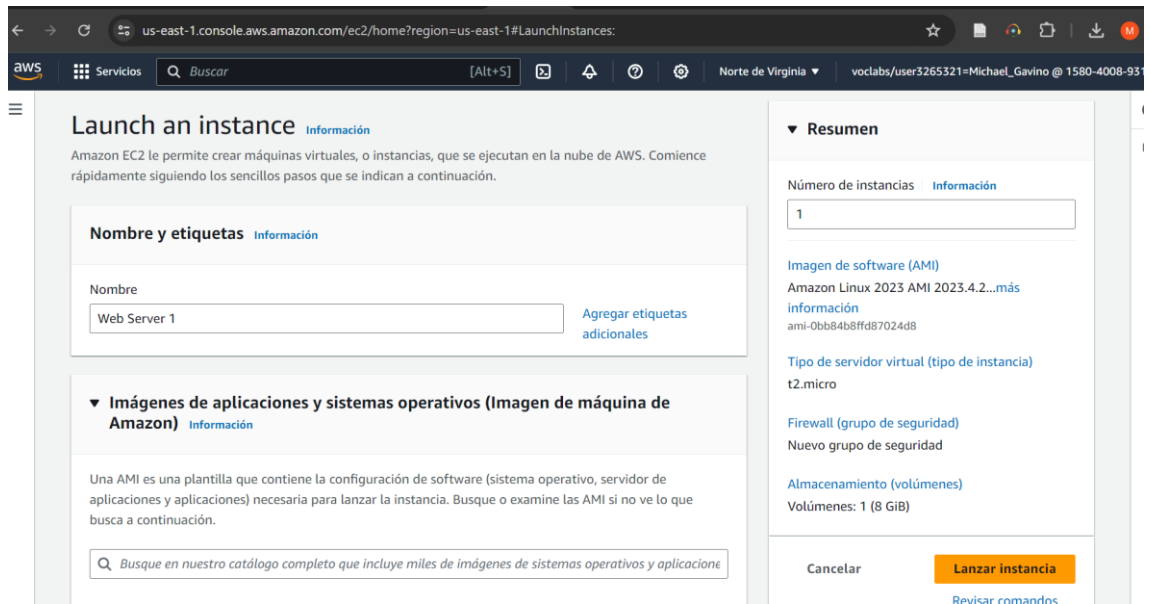 us-east-1.console.aws.amazon.com/ec2/home?region=us-east-1#LaunchInstances:
M
aws
Servicios
Buscar
[Alt+S]
Norte de Virginia
voclabs/user3265321=Michael_Gavino @ 1580-4008-931
Launch an instance Información
Amazon EC2 le permite crear máquinas virtuales, o instancias, que se ejecutan en la nube de AWS. Comience
rápidamente siguiendo los sencillos pasos que se indican a continuación.
Nombre y etiquetas Información
Nombre
Web Server 1
Agregar etiquetas
adicionales
Imágenes de aplicaciones y sistemas operativos (Imagen de máquina de
Amazon) Información
Una AMI es una plantilla que contiene la configuración de software (sistema operativo, servidor de
aplicaciones y aplicaciones) necesaria para lanzar la instancia. Busque o examine las AMI si no ve lo que
busca a continuación.
Busque en nuestro catálogo completo que incluye miles de imágenes de sistemas operativos y aplicacione
Resumen
Número de instancias Información
1
Imagen de software (AMI)
Amazon Linux 2023 AMI 2023.4.2...más
información
ami-0bb84b8ffd87024d8
Tipo de servidor virtual (tipo de instancia)
t2.micro
Firewall (grupo de seguridad)
Nuevo grupo de seguridad
Almacenamiento (volúmenes)
Volúmenes: 1 (8 GiB)
Cancelar
Lanzar instancia
Revisar comandos